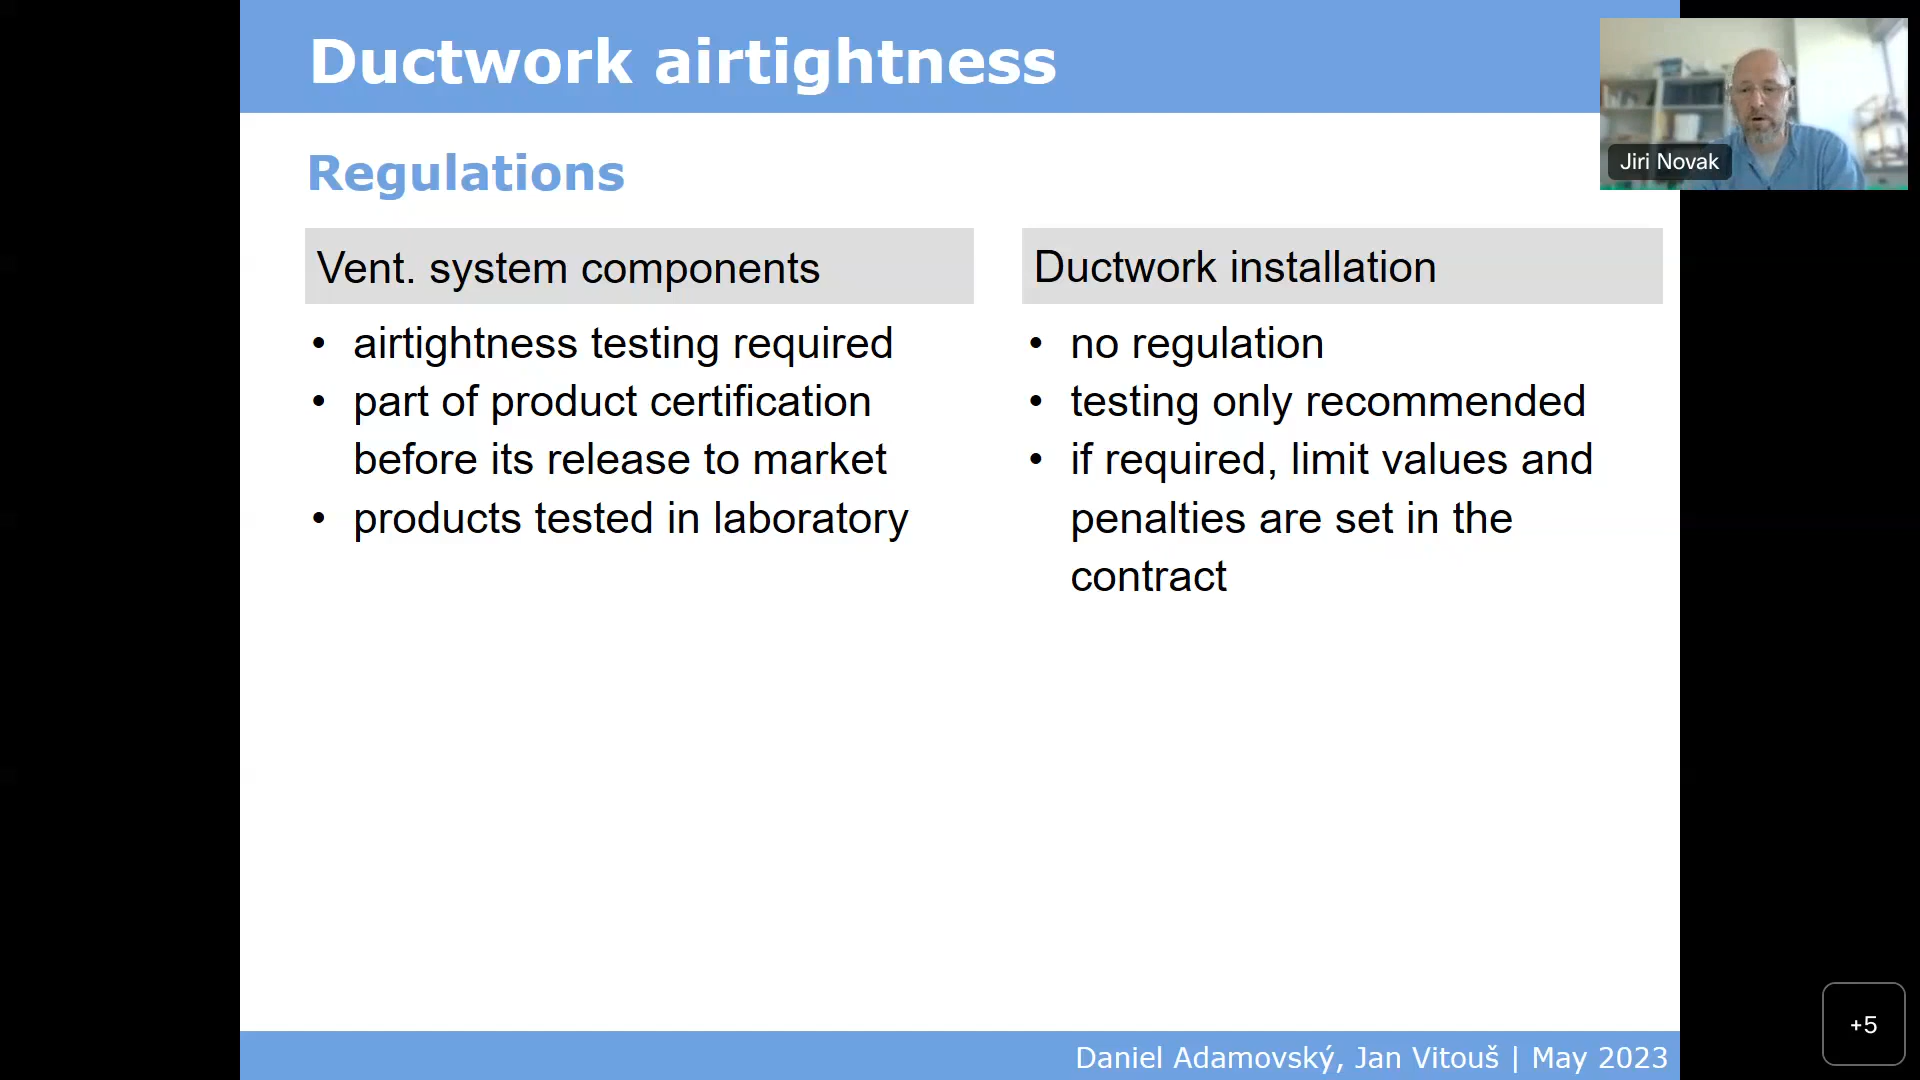 Ductwork airtightness
Jiri Novak
Regulations
Vent. system components
• airtightness testing required
• part of product certification
before its release to market
• products tested in laboratory
Ductwork installation
• no regulation
• testing only recommended
• if required, limit values and
penalties are set in the
contract
+5
Daniel Adamovský, Jan Vitouš | May 2023